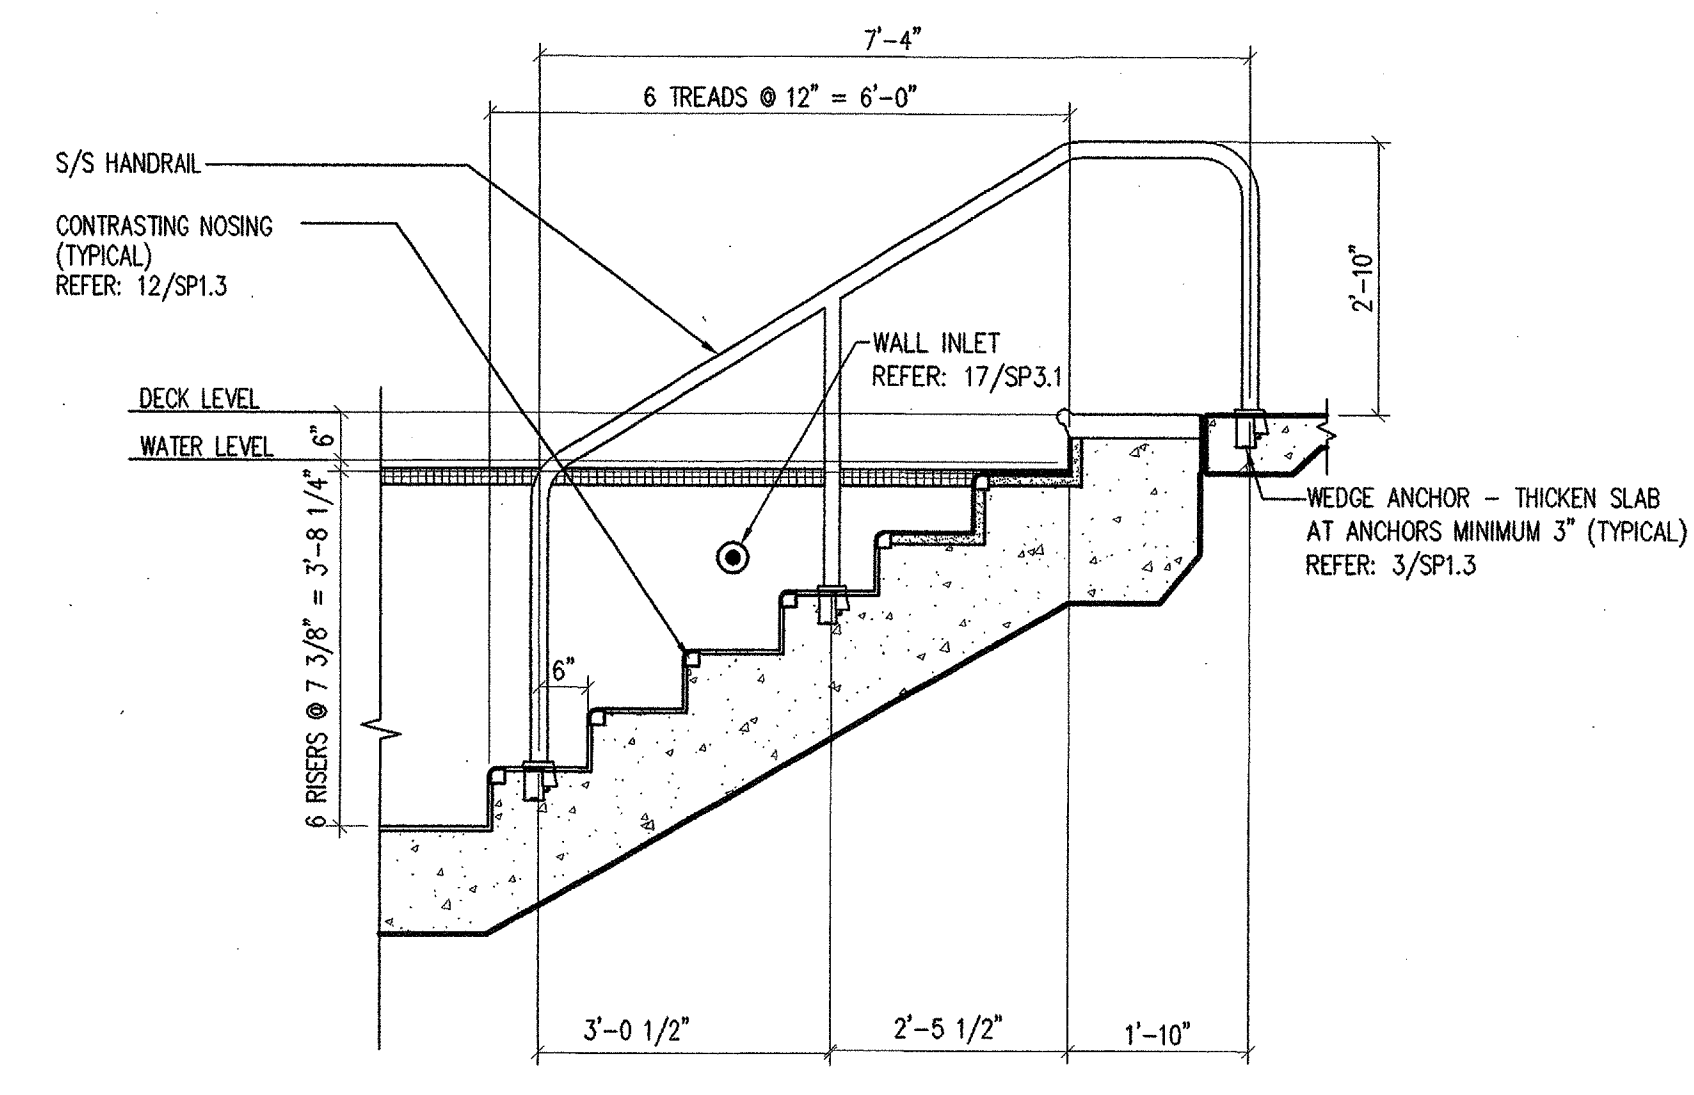 7'-4"
6 TREADS @ 12" = 6'-0"
S/S HANDRAIL
CONTRASTING NOSING
(TYPICAL)
REFER: 12/SP1.3
2'-10"
WALL INLET
REFER: 17/SP3.1
DECK LEVEL
6"
WATER LEVEL
6 RISERS @ 7 3/8" = 3'-8 1/4"
WEDGE ANCHOR - THICKEN SLAB
AT ANCHORS MINIMUM 3" (TYPICAL)
REFER: 3/SP1.3
6"
3'-0 1/2"
2'-5 1/2"
1'-10"